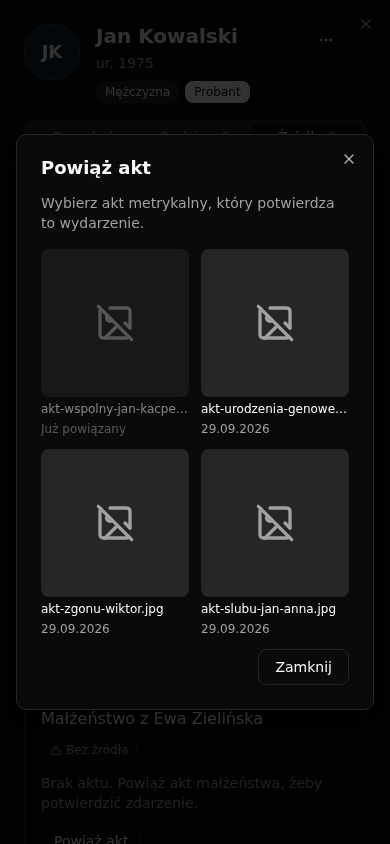 JK
Jan Kowalski
ur. 1975
Mężczyzna
Probant
Powiąż akt
Wybierz akt metrykalny, który potwierdza
to wydarzenie.
akt-wspolny-jan-kacpe...
akt-urodzenia-genowe...
Już powiązany
29.09.2026
akt-zgonu-wiktor.jpg
akt-slubu-jan-anna.jpg
29.09.2026
29.09.2026
Zamknij
Małżeństwo z Ewa Zielińska
Bez źródła
Brak aktu. Powiąż akt małżeństwa, żeby
potwierdzić zdarzenie.
Powiąż akt